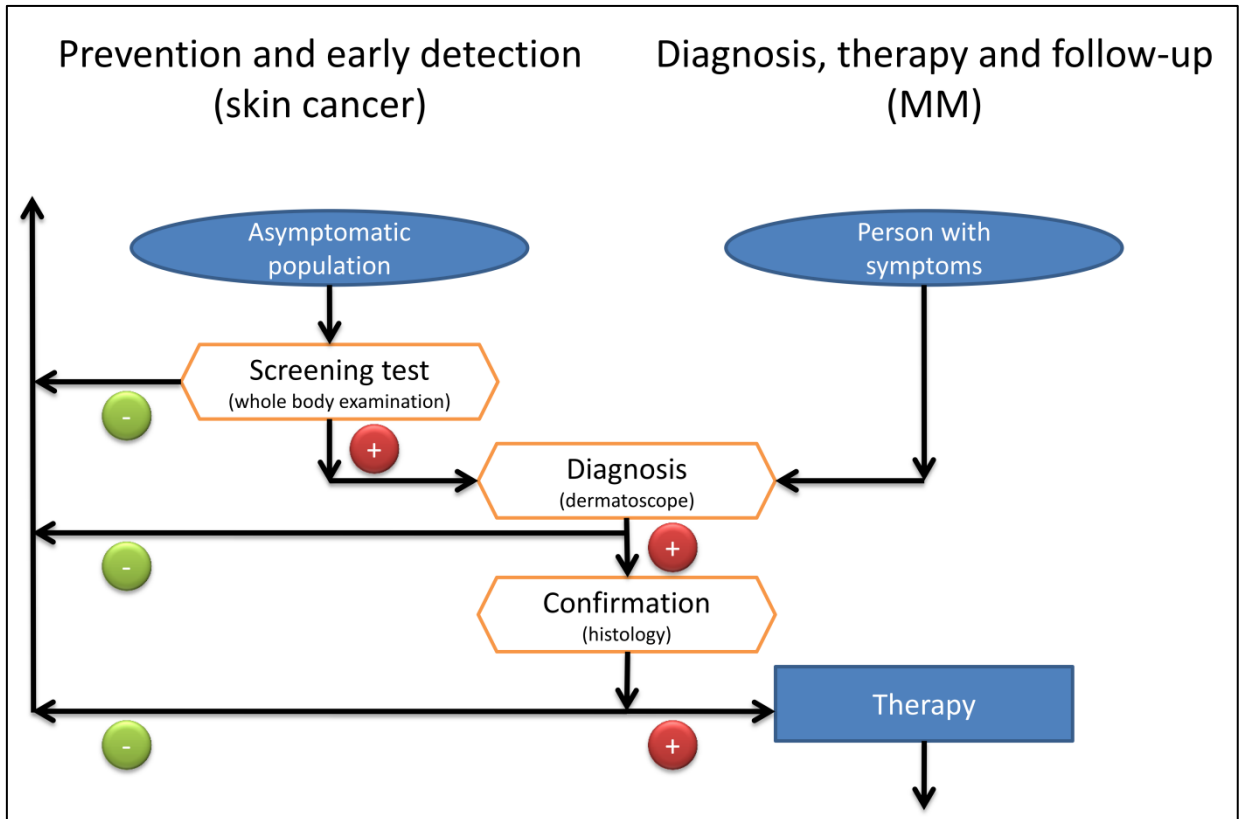 Prevention and early detection
(skin cancer)
Diagnosis, therapy and follow-up
(MM)
Asymptomatic
population
Person with
symptoms
Screening test
(whole body examination)
-
+
Diagnosis
(dermatoscope)
-
+
Confirmation
(histology)
Therapy
-
+